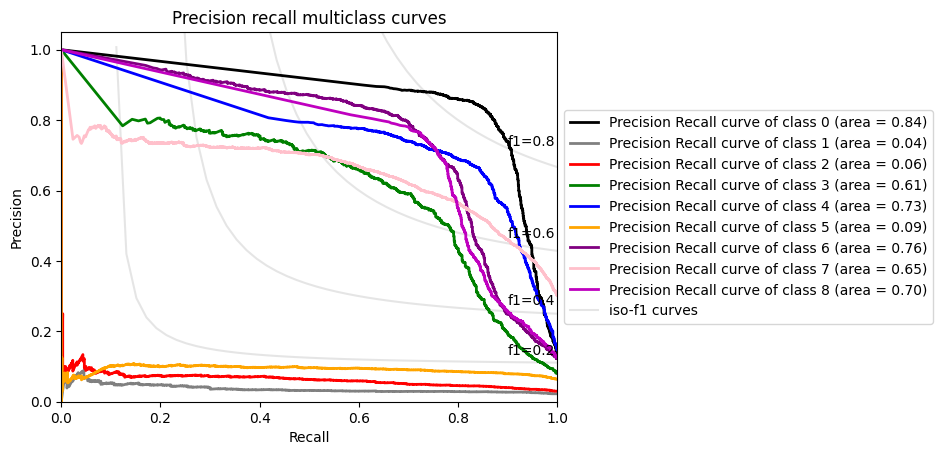 Precision recall multiclass curves
1.0
0.8
0.6
0.4
0.2
0.0
Precision
0.0
0.2
0.4
0.6
0.8
1.0
Recall
f1=0.8
f1=0.6
f1=0.4
f1=0.2
Precision Recall curve of class 0 (area = 0.84)
Precision Recall curve of class 1 (area = 0.04)
Precision Recall curve of class 2 (area = 0.06)
Precision Recall curve of class 3 (area = 0.61)
Precision Recall curve of class 4 (area = 0.73)
Precision Recall curve of class 5 (area = 0.09)
Precision Recall curve of class 6 (area = 0.76)
Precision Recall curve of class 7 (area = 0.65)
Precision Recall curve of class 8 (area = 0.70)
iso-f1 curves